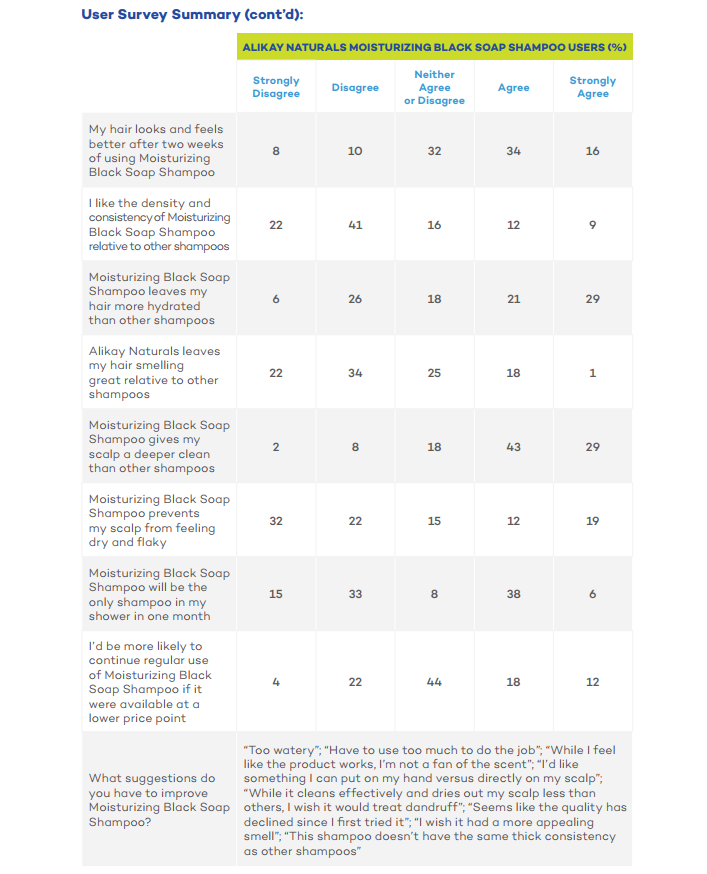 User Survey Summary (cont'd):
ALIKAY NATURALS MOISTURIZING BLACK SOAP SHAMPOO USERS (%)
Strongly
Disagree
Disagree
Neither
Agree
or Disagree
Agree
Strongly
Agree
My hair looks and feels
better after two weeks
of using Moisturizing
Black Soap Shampoo
8 10 32 34 16
I like the density and
consistency of Moisturizing
Black Soap Shampoo
relative to other shampoos
22 41 16 12 9
Moisturizing Black Soap
Shampoo leaves my
hair more hydrated
than other shampoos
6 26 18 21 29
Alikay Naturals leaves
my hair smelling
great relative to other
shampoos
22 34 25 18 1
Moisturizing Black Soap
Shampoo gives my
scalp a deeper clean
than other shampoos
2 8 18 43 29
Moisturizing Black Soap
Shampoo prevents
my scalp from feeling
dry and flaky
32 22 15 12 19
Moisturizing Black Soap
Shampoo will be the
only shampoo in my
shower in one month
15 33 8 38 6
I'd be more likely to
continue regular use
of Moisturizing Black
Soap Shampoo if it
were available at a
lower price point
4 22 44 18 12
What suggestions do
you have to improve
Moisturizing Black Soap
Shampoo?
"Too watery"; "Have to use too much to do the job"; "While I feel
like the product works, I'm not a fan of the scent"; "I'd like
something I can put on my hand versus directly on my scalp";
"While it cleans effectively and dries out my scalp less than
others, I wish it would treat dandruff"; "Seems like the quality has
declined since I first tried it"; "I wish it had a more appealing
smell"; "This shampoo doesn't have the same thick consistency
as other shampoos"